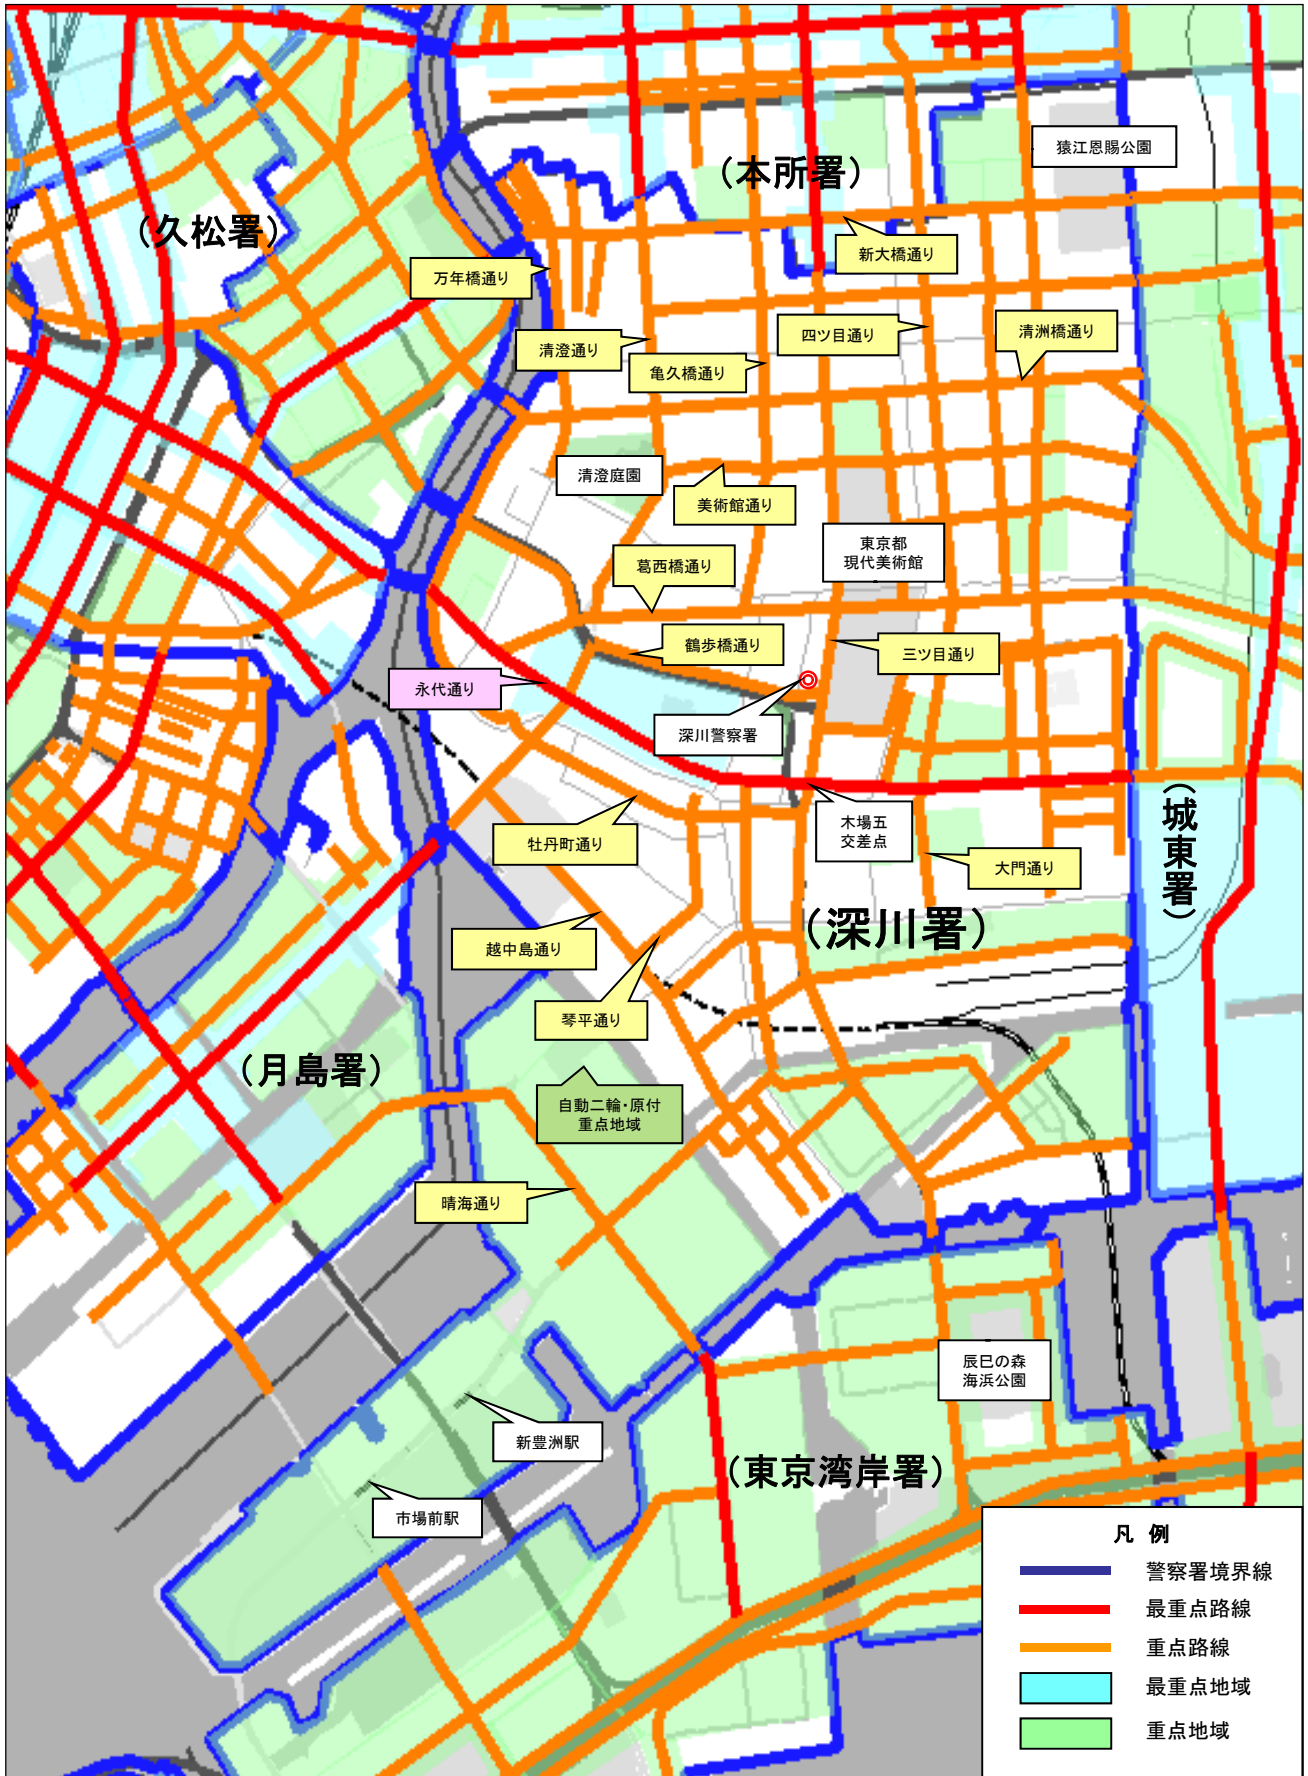 猿江恩賜公園
（本所署）
（久松署）
新大橋通り
万年橋通り
四ツ目通り
清洲橋通り
清澄通り
亀久橋通り
清澄庭園
美術館通り
東京都
現代美術館
葛西橋通り
鶴歩橋通り
三ツ目通り
永代通り
深川警察署
（城東署）
牡丹町通り
木場五
交差点
大門通り
（深川署）
越中島通り
琴平通り
（月島署）
自動二輪・原付
重点地域
晴海通り
辰巳の森
海浜公園
新豊洲駅
（東京湾岸署）
市場前駅
凡 例
警察署境界線
最重点路線
重点路線
最重点地域
重点地域